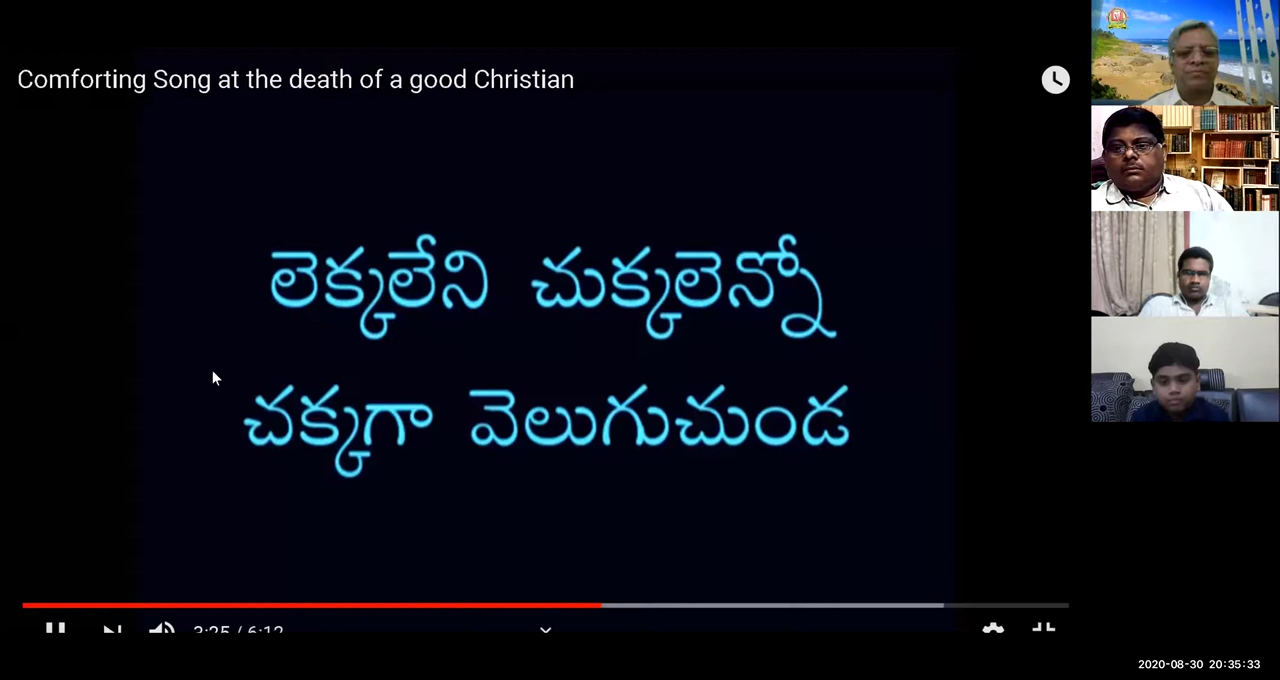 Comforting Song at the death of a good Christian
లెక్కలేని చుక్కలెన్నో
చక్కగా వెలుగుచుండ
3:25 / 6:12
2020-08-30 20:35:33